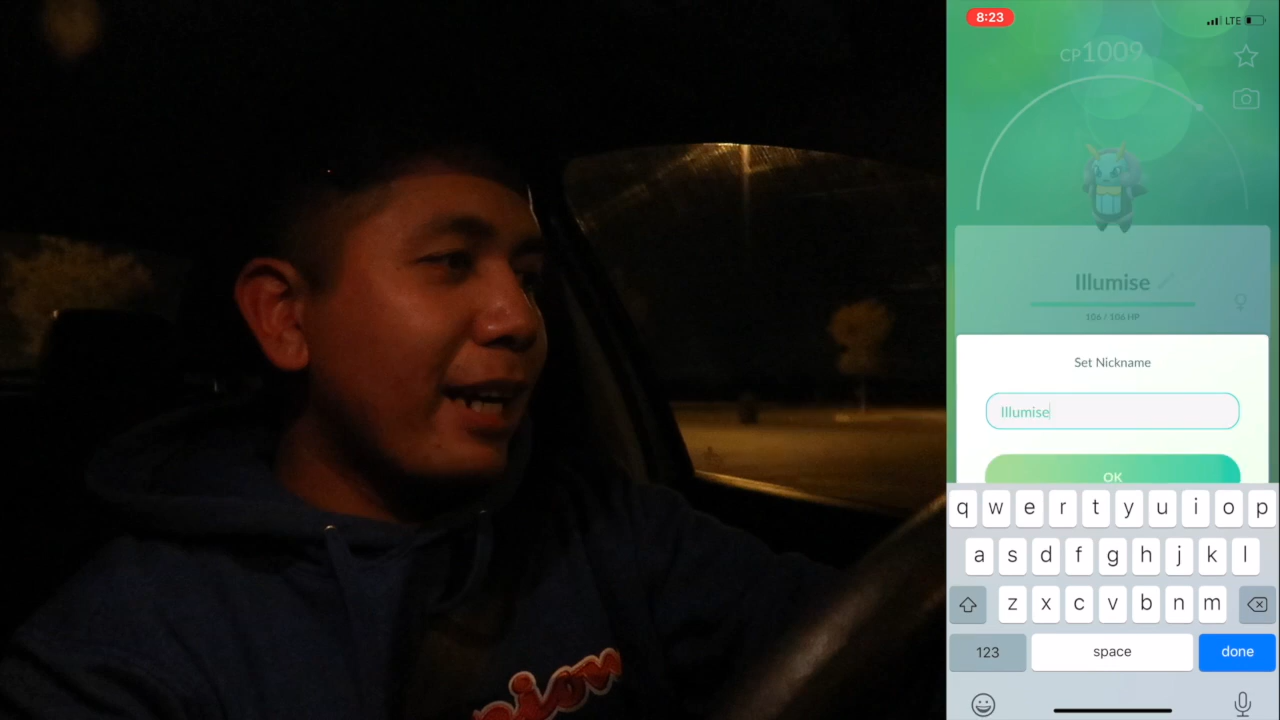 8:23
LTE
CP1009
Illumise
106 / 106 HP
Set Nickname
Illumise
OK
q w e r t y u i o p
a s d f g h j k l
z x c v b n m
123 space done